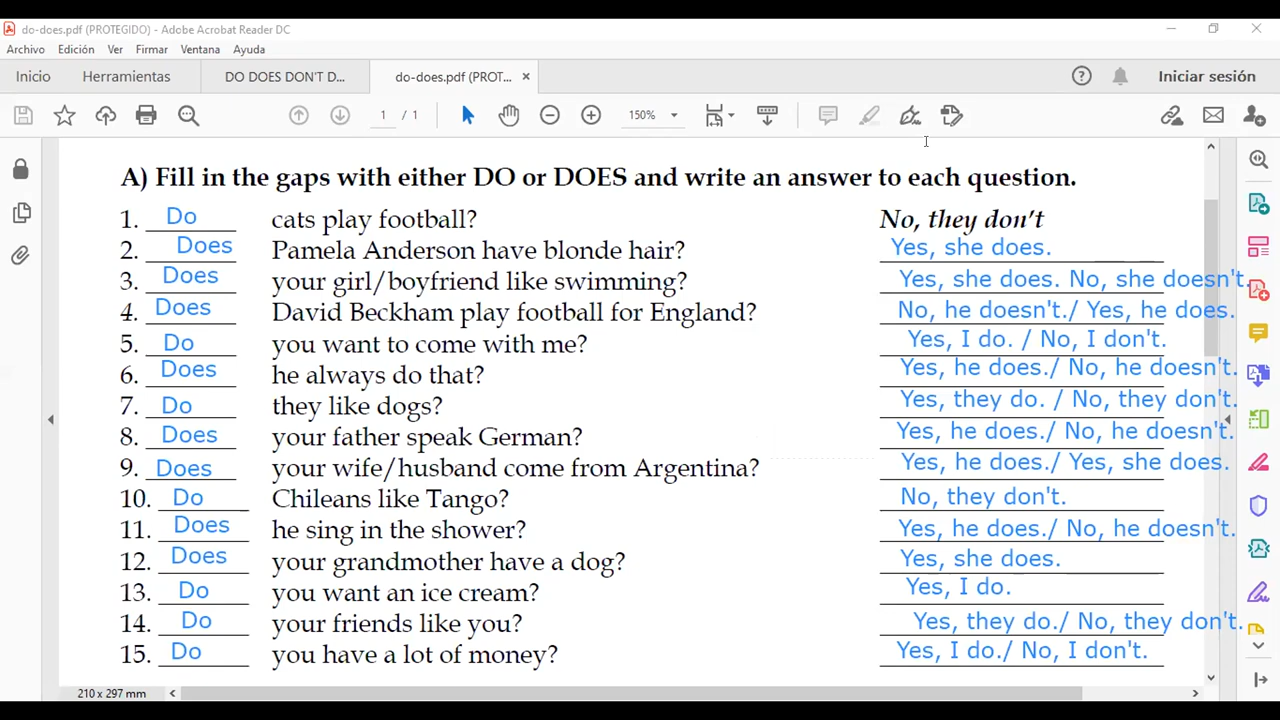 do-does.pdf (PROTEGIDO) - Adobe Acrobat Reader DC
Archivo Edición Ver Firmar Ventana Ayuda
Inicio Herramientas DO DOES DON'T D... do-does.pdf (PROT... × Iniciar sesión
1 / 1 150%
A) Fill in the gaps with either DO or DOES and write an answer to each question.
1. Do cats play football? No, they don't
2. Does Pamela Anderson have blonde hair? Yes, she does.
3. Does your girl/boyfriend like swimming? Yes, she does. No, she doesn't.
4. Does David Beckham play football for England? No, he doesn't./ Yes, he does.
5. Do you want to come with me? Yes, I do. / No, I don't.
6. Does he always do that? Yes, he does./ No, he doesn't.
7. Do they like dogs? Yes, they do. / No, they don't.
8. Does your father speak German? Yes, he does./ No, he doesn't.
9. Does your wife/husband come from Argentina? Yes, he does./ Yes, she does.
10. Do Chileans like Tango? No, they don't.
11. Does he sing in the shower? Yes, he does./ No, he doesn't.
12. Does your grandmother have a dog? Yes, she does.
13. Do you want an ice cream? Yes, I do.
14. Do your friends like you? Yes, they do./ No, they don't.
15. Do you have a lot of money? Yes, I do./ No, I don't.
210 x 297 mm